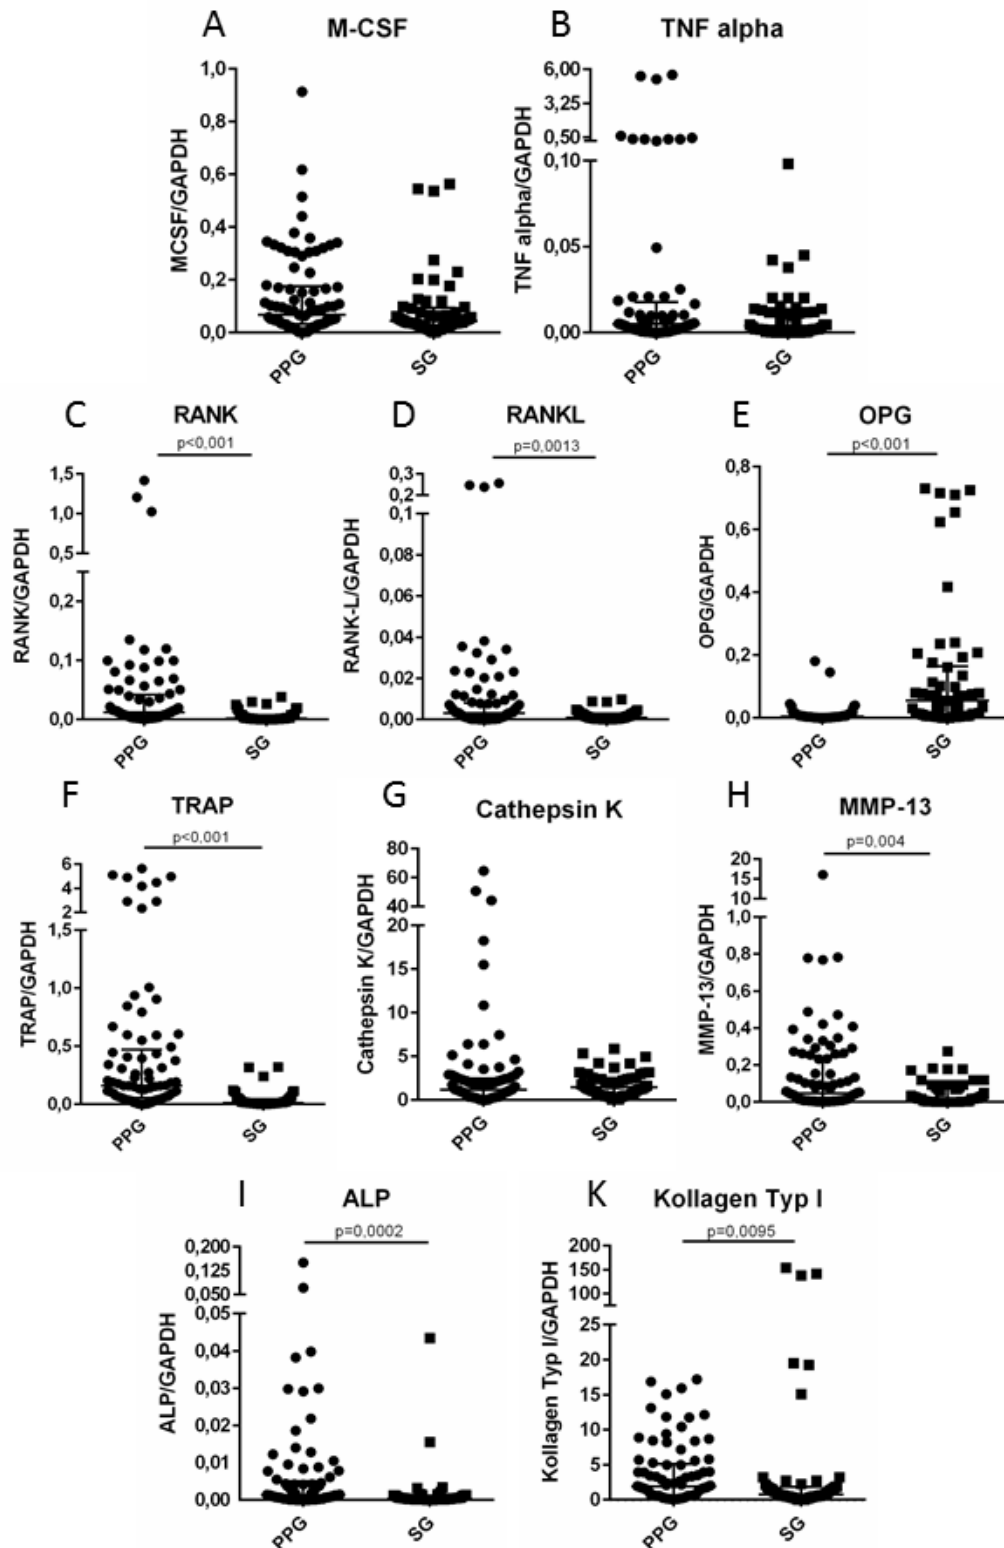 A M-CSF
1,0
0,8
0,6
0,4
0,2
0,0
MCSF/GAPDH
PPG
SG
B TNF alpha
6,00
3,25
0,50
0,10
0,05
0,00
TNF alpha/GAPDH
PPG
SG
C RANK
p<0,001
1,5
1,0
0,5
0,2
0,1
0,0
RANK/GAPDH
PPG
SG
D RANKL
p=0,0013
0,3
0,2
0,1
0,08
0,06
0,04
0,02
0,00
RANK-L/GAPDH
PPG
SG
E OPG
p<0,001
0,8
0,6
0,4
0,2
0,0
OPG/GAPDH
PPG
SG
F TRAP
p<0,001
6
5
4
3
2
1,5
1,0
0,5
0,0
TRAP/GAPDH
PPG
SG
G Cathepsin K
80
60
40
20
15
10
5
0
Cathepsin K/GAPDH
PPG
SG
H MMP-13
p=0,004
20
15
10
5
1,0
0,8
0,6
0,4
0,2
0,0
MMP-13/GAPDH
PPG
SG
I ALP
p=0,0002
0,200
0,125
0,050
0,05
0,04
0,03
0,02
0,01
0,00
ALP/GAPDH
PPG
SG
K Kollagen Typ I
p=0,0095
200
150
100
25
20
15
10
5
0
Kollagen Typ I/GAPDH
PPG
SG